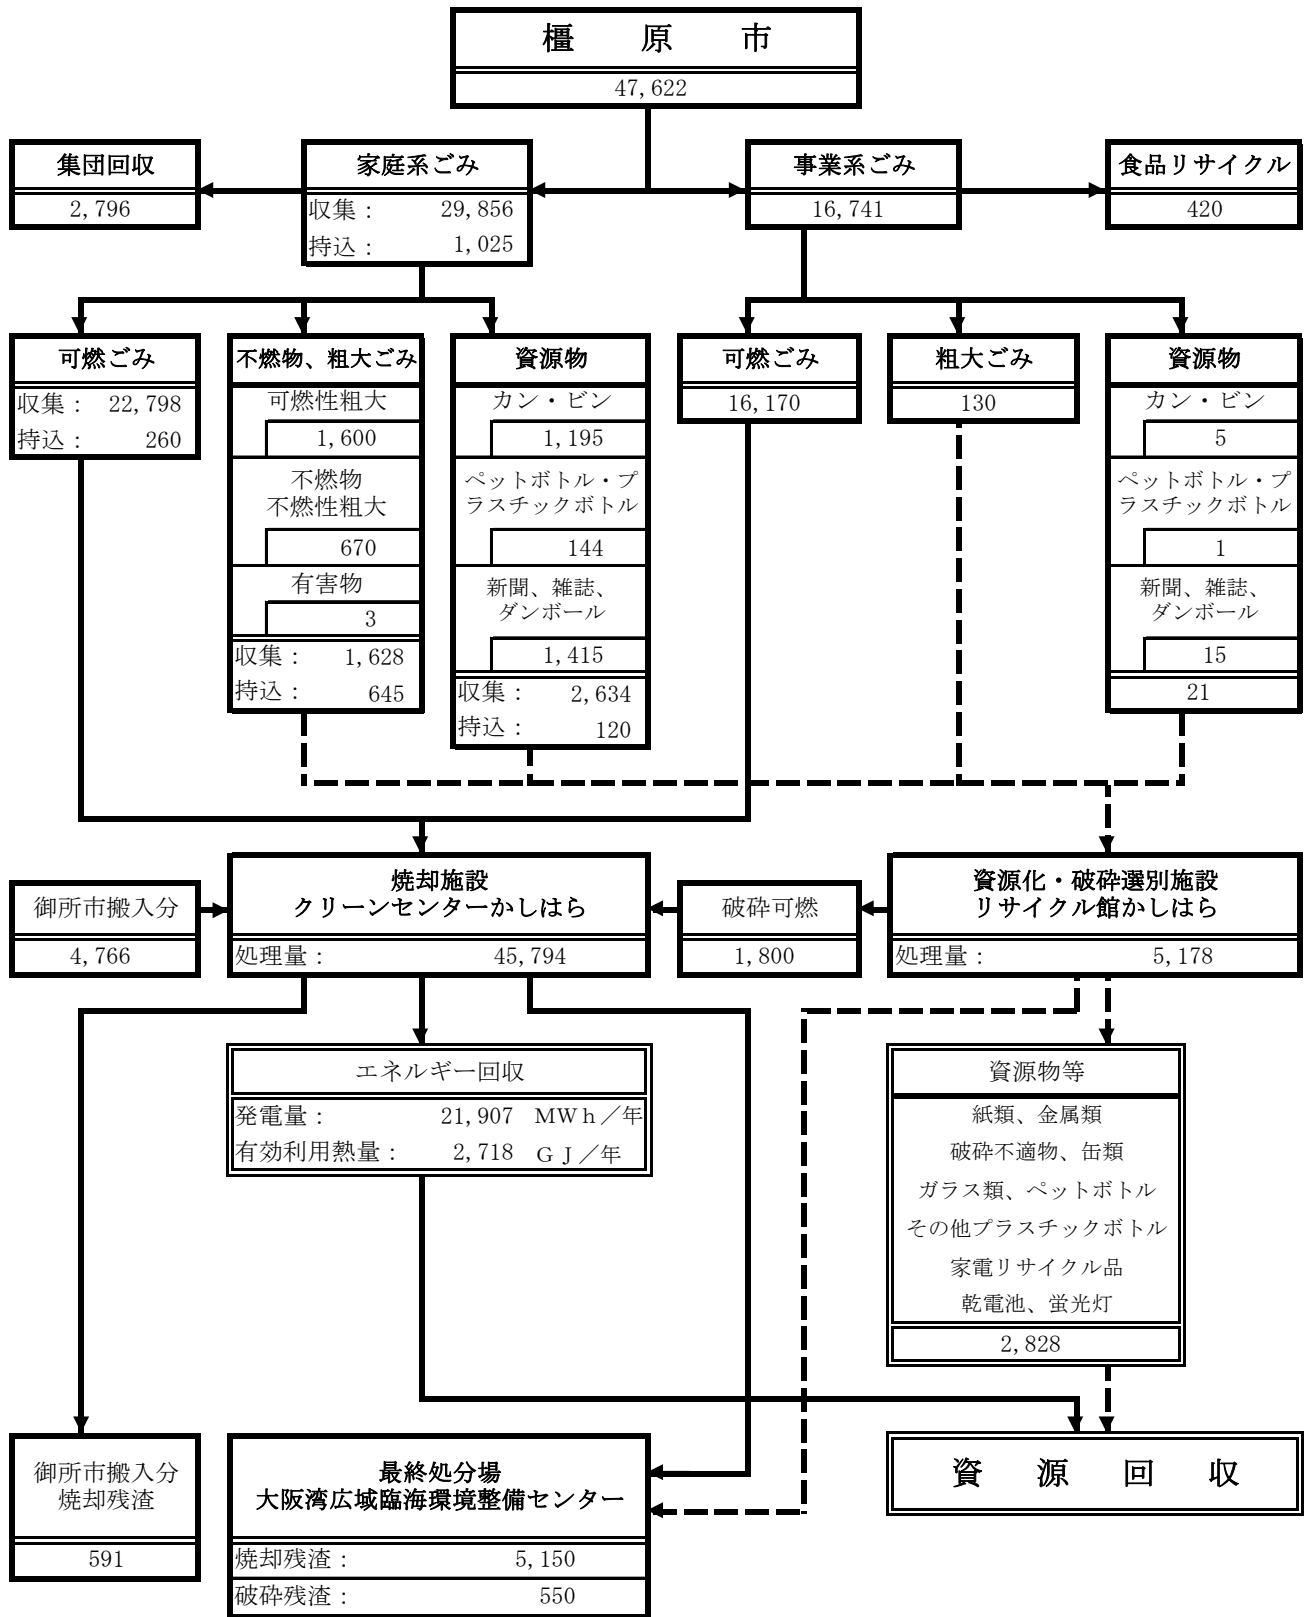 橿　原　市
47,622
集団回収
2,796
家庭系ごみ
収集： 29,856
持込： 1,025
事業系ごみ
16,741
食品リサイクル
420
可燃ごみ
収集： 22,798
持込： 260
不燃物、粗大ごみ
可燃性粗大
1,600
不燃物
不燃性粗大
670
有害物
3
収集： 1,628
持込： 645
資源物
カン・ビン
1,195
ペットボトル・プ
ラスチックボトル
144
新聞、雑誌、
ダンボール
1,415
収集： 2,634
持込： 120
可燃ごみ
16,170
粗大ごみ
130
資源物
カン・ビン
5
ペットボトル・プ
ラスチックボトル
1
新聞、雑誌、
ダンボール
15
21
御所市搬入分
4,766
焼却施設
クリーンセンターかしはら
処理量： 45,794
破砕可燃
1,800
資源化・破砕選別施設
リサイクル館かしはら
処理量： 5,178
エネルギー回収
発電量： 21,907 MWｈ／年
有効利用熱量： 2,718 ＧＪ／年
資源物等
紙類、金属類
破砕不適物、缶類
ガラス類、ペットボトル
その他プラスチックボトル
家電リサイクル品
乾電池、蛍光灯
2,828
御所市搬入分
焼却残渣
591
最終処分場
大阪湾広域臨海環境整備センター
焼却残渣： 5,150
破砕残渣： 550
資　源　回　収